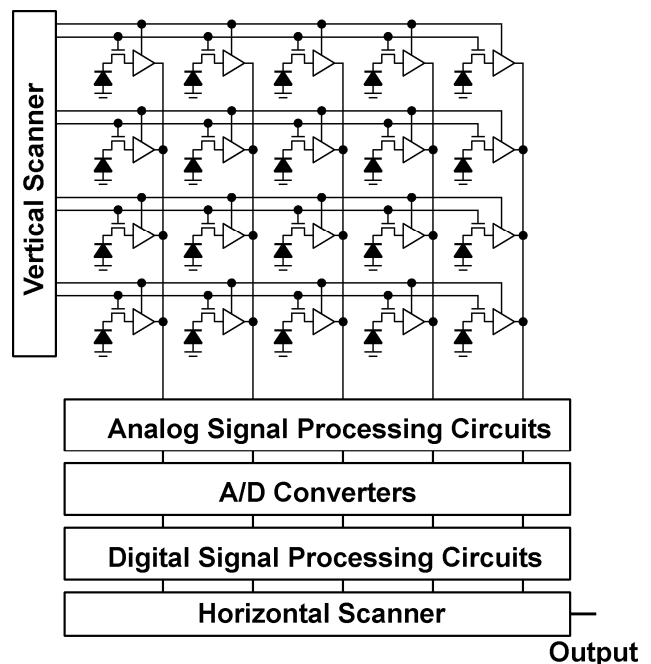 Vertical Scanner
Analog Signal Processing Circuits
A/D Converters
Digital Signal Processing Circuits
Horizontal Scanner
Output